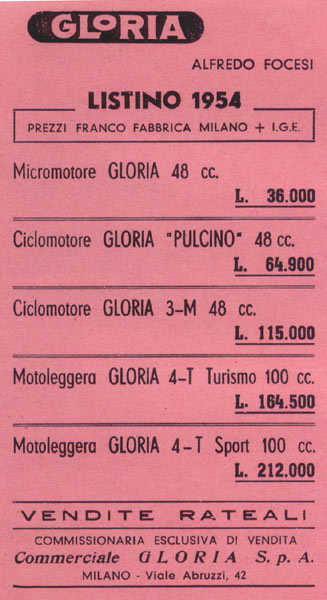 GLORIA
ALFREDO FOCESI
LISTINO 1954
PREZZI FRANCO FABBRICA MILANO + I.G.E.
Micromotore GLORIA 48 cc.
L. 36.000
Ciclomotore GLORIA "PULCINO" 48 cc.
L. 64.900
Ciclomotore GLORIA 3-M 48 cc.
L. 115.000
Motoleggera GLORIA 4-T Turismo 100 cc.
L. 164.500
Motoleggera GLORIA 4-T Sport 100 cc.
L. 212.000
VENDITE RATEALI
COMMISSIONARIA ESCLUSIVA DI VENDITA
Commerciale GLORIA S.p.A.
MILANO - Viale Abruzzi, 42